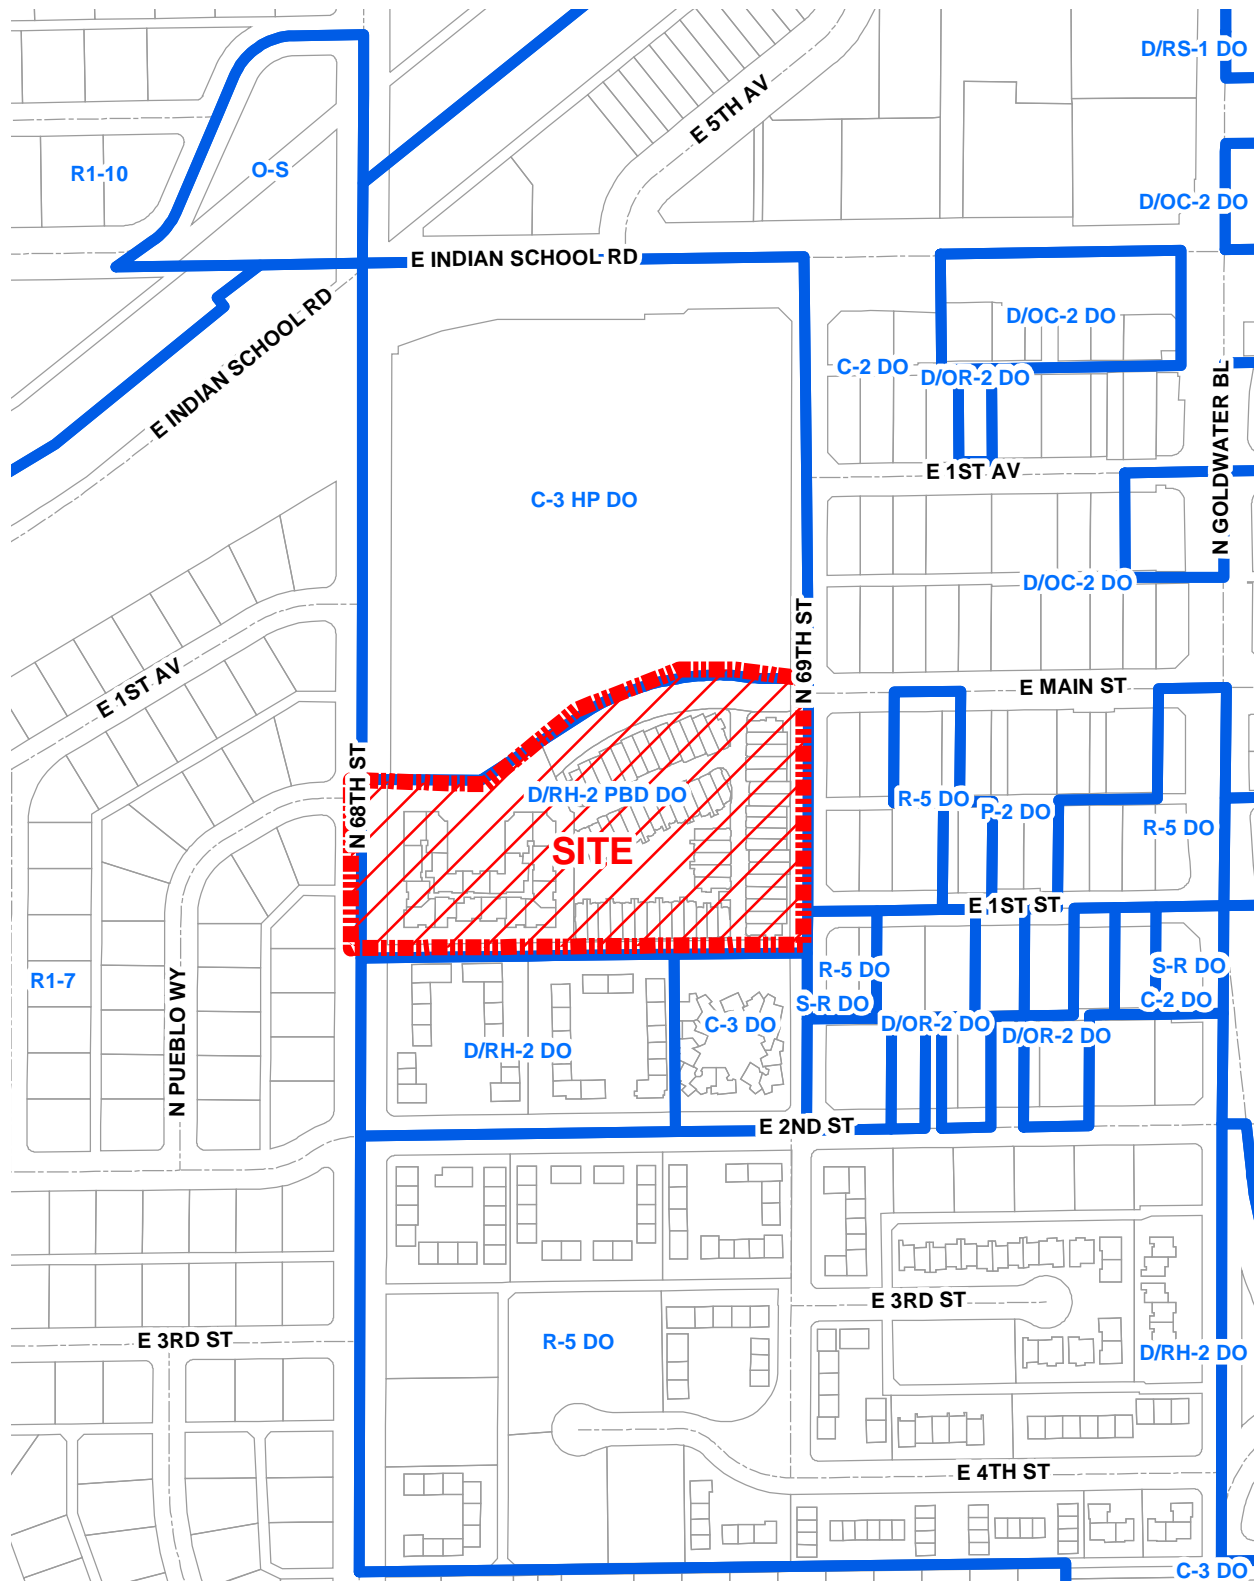 D/RS-1 DO
E 5TH AV
R1-10
O-S
D/OC-2 DO
E INDIAN SCHOOL RD
D/OC-2 DO
E INDIAN SCHOOL RD
C-2 DO
D/OR-2 DO
N GOLDWATER BL
E 1ST AV
C-3 HP DO
D/OC-2 DO
N 69TH ST
E 1ST AV
E MAIN ST
N 68TH ST
D/RH-2 PBD DO
R-5 DO
P-2 DO
R-5 DO
SITE
E 1ST ST
R-5 DO
S-R DO
R1-7
S-R DO
C-2 DO
N PUEBLO WY
C-3 DO
D/OR-2 DO
D/OR-2 DO
D/RH-2 DO
E 2ND ST
E 3RD ST
E 3RD ST
R-5 DO
D/RH-2 DO
E 4TH ST
C-3 DO